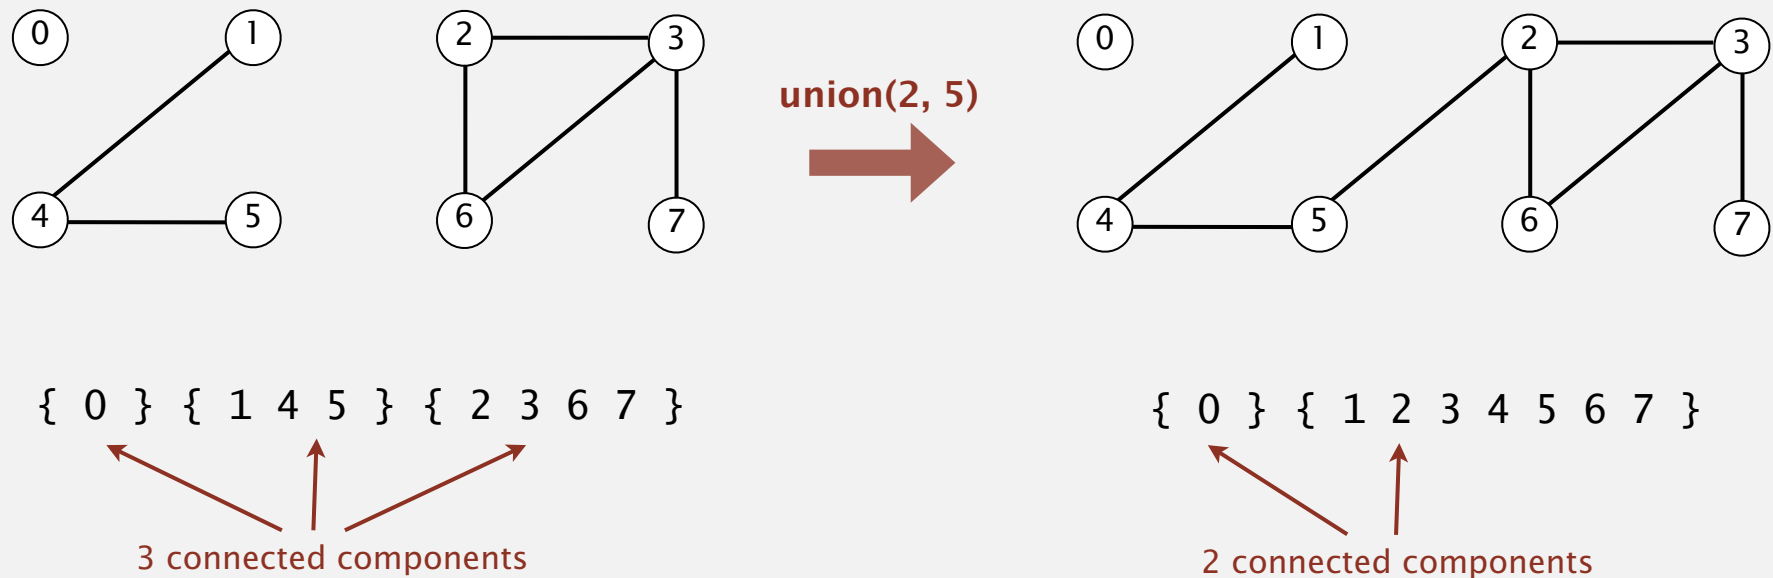 0 1 2 3
4 5 6 7
union(2, 5)
0 1 2 3
4 5 6 7
{ 0 } { 1 4 5 } { 2 3 6 7 }
3 connected components
{ 0 } { 1 2 3 4 5 6 7 }
2 connected components